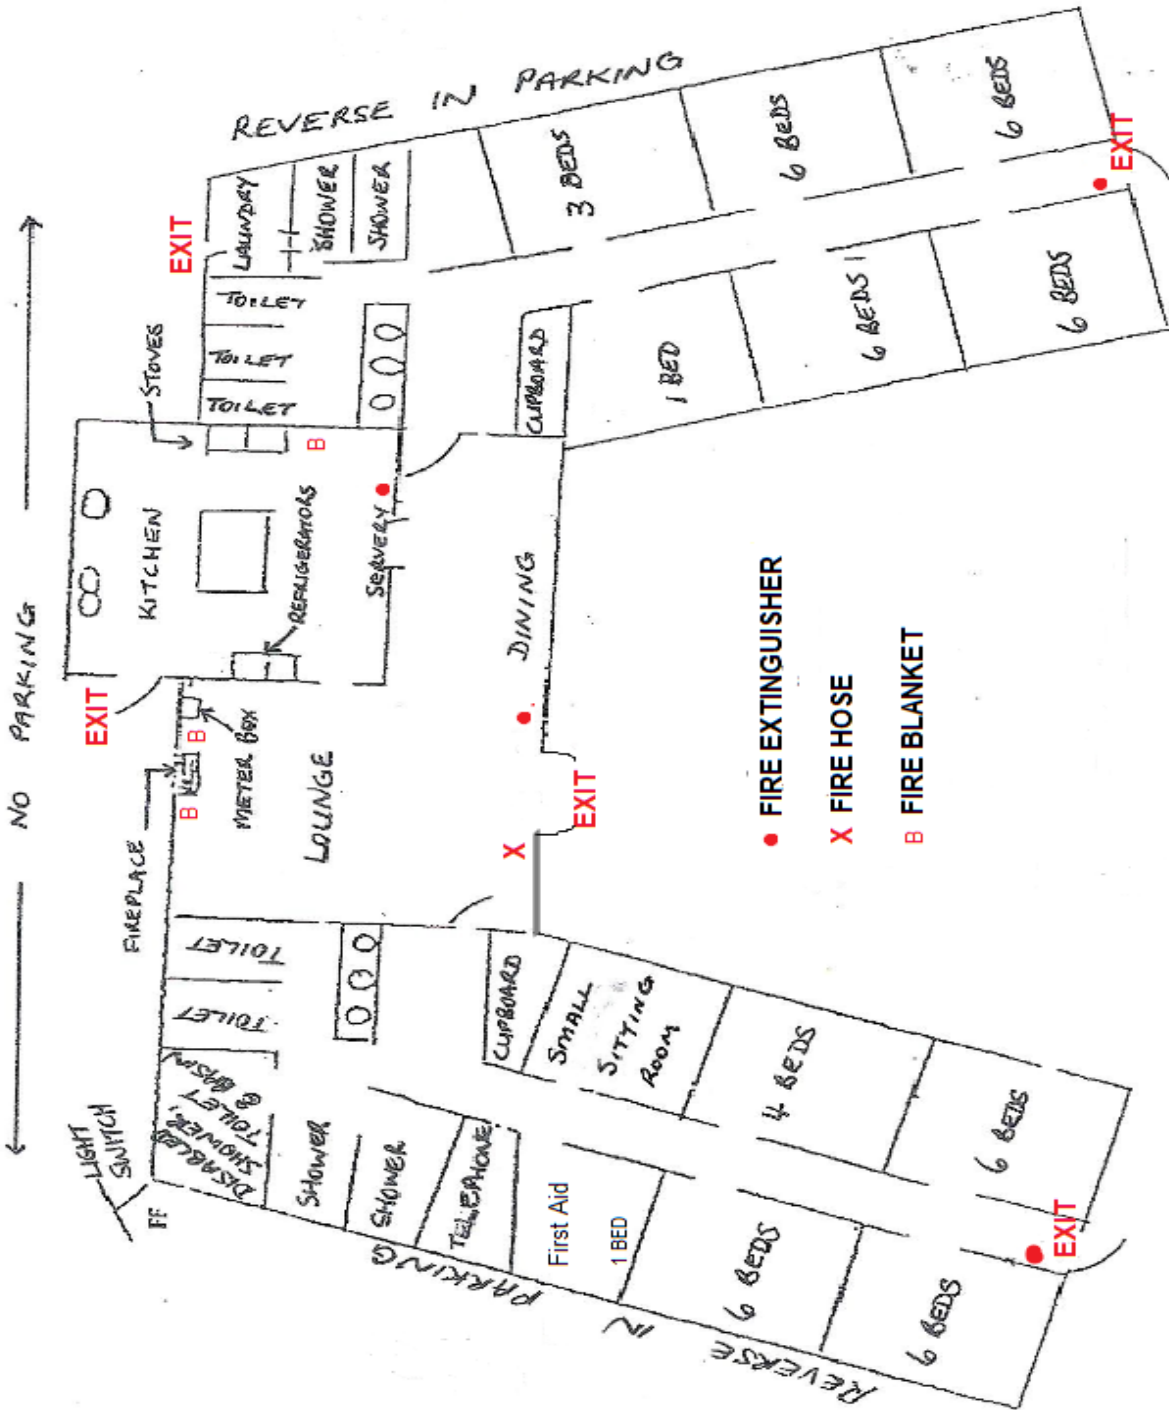 NO PARKING
LIGHT
SWITCH
FF
FIREPLACE
B
B
METER BOX
EXIT
KITCHEN
STOVES
REFRIGERATORS
B
SERVERY
EXIT
LAUNDRY
SHOWER
SHOWER
TOILET
TOILET
TOILET
REVERSE IN PARKING
DISABLED
SHOWER,
TOILET
& BASIN
TOILET
TOILET
LOUNGE
DINING
X
EXIT
SHOWER
SHOWER
TELEPHONE
First Aid
1 BED
CUPBOARD
SMALL
SITTING
ROOM
4 BEDS
6 BEDS
6 BEDS
6 BEDS
EXIT
REVERSE IN PARKING
CUPBOARD
3 BEDS
6 BEDS
6 BEDS
1 BED
6 BEDS
6 BEDS
EXIT
FIRE EXTINGUISHER
X FIRE HOSE
B FIRE BLANKET